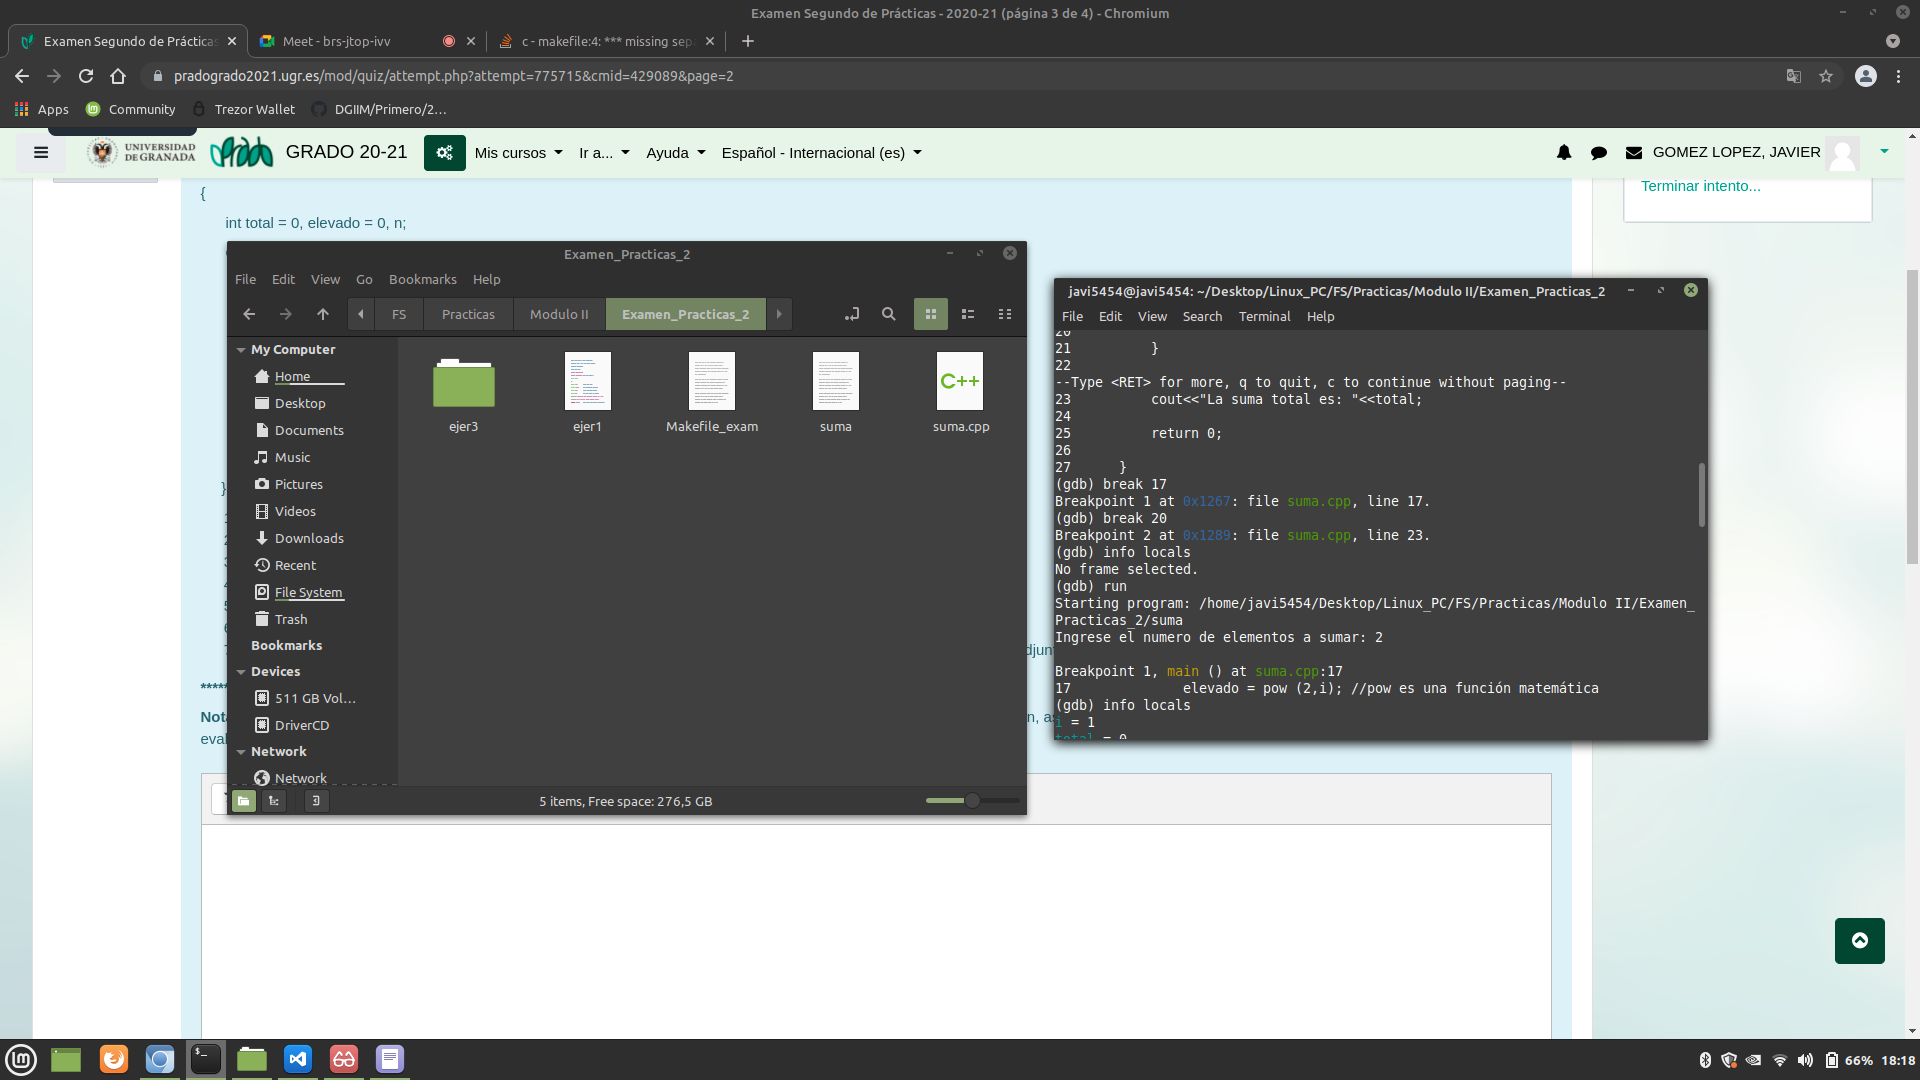 Examen Segundo de Prácticas - 2020-21 (página 3 de 4) - Chromium
Examen Segundo de Prácticas
Meet - brs-jtop-ivv
c - makefile:4: *** missing sep
pradogrado2021.ugr.es/mod/quiz/attempt.php?attempt=775715&cmid=429089&page=2
Apps
Community
Trezor Wallet
DGIIM/Primero/2...
UNIVERSIDAD
DE GRANADA
prado
GRADO 20-21
Mis cursos
Ir a...
Ayuda
Español - Internacional (es)
GOMEZ LOPEZ, JAVIER
Terminar intento...
{
int total = 0, elevado = 0, n;
}
djunt
*****
Nota
n, as
eval
Examen_Practicas_2
File Edit View Go Bookmarks Help
FS
Practicas
Modulo II
Examen_Practicas_2
My Computer
Home
Desktop
Documents
Music
Pictures
Videos
Downloads
Recent
File System
Trash
Bookmarks
Devices
511 GB Vol...
DriverCD
Network
Network
ejer3
ejer1
Makefile_exam
suma
C++
suma.cpp
5 items, Free space: 276,5 GB
javi5454@javi5454: ~/Desktop/Linux_PC/FS/Practicas/Modulo II/Examen_Practicas_2
File Edit View Search Terminal Help
20
21 }
22
--Type <RET> for more, q to quit, c to continue without paging--
23 cout<<"La suma total es: "<<total;
24
25 return 0;
26
27 }
(gdb) break 17
Breakpoint 1 at 0x1267: file suma.cpp, line 17.
(gdb) break 20
Breakpoint 2 at 0x1289: file suma.cpp, line 23.
(gdb) info locals
No frame selected.
(gdb) run
Starting program: /home/javi5454/Desktop/Linux_PC/FS/Practicas/Modulo II/Examen_
Practicas_2/suma
Ingrese el numero de elementos a sumar: 2
Breakpoint 1, main () at suma.cpp:17
17 elevado = pow (2,i); //pow es una función matemática
(gdb) info locals
i = 1
total = 0
66%
18:18